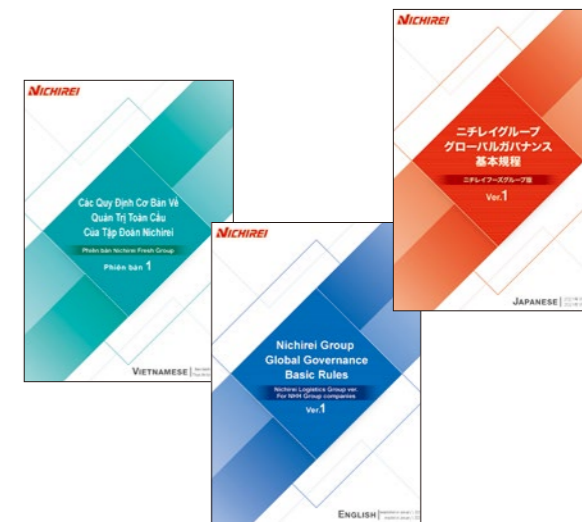 NICHIREI
Các Quy Định Cơ Bản Về
Quản Trị Toàn Cầu
Của Tập Đoàn Nichirei
Phiên bản Nichirei Fresh Group
Phiên bản 1
VIETNAMESE
NICHIREI
Nichirei Group
Global Governance
Basic Rules
Nichirei Logistics Group ver.
For NHH Group companies
Ver.1
ENGLISH
NICHIREI
ニチレイグループ
グローバルガバナンス
基本規程
ニチレイフーズグループ版
Ver.1
JAPANESE